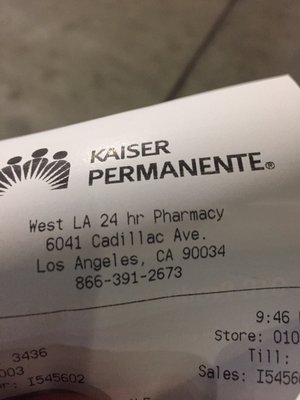 KAISER
PERMANENTE®
West LA 24 hr Pharmacy
6041 Cadillac Ave.
Los Angeles, CA 90034
866-391-2673
9:46
Store: 010
3436
Till:
003
Sales: I5456
I545602